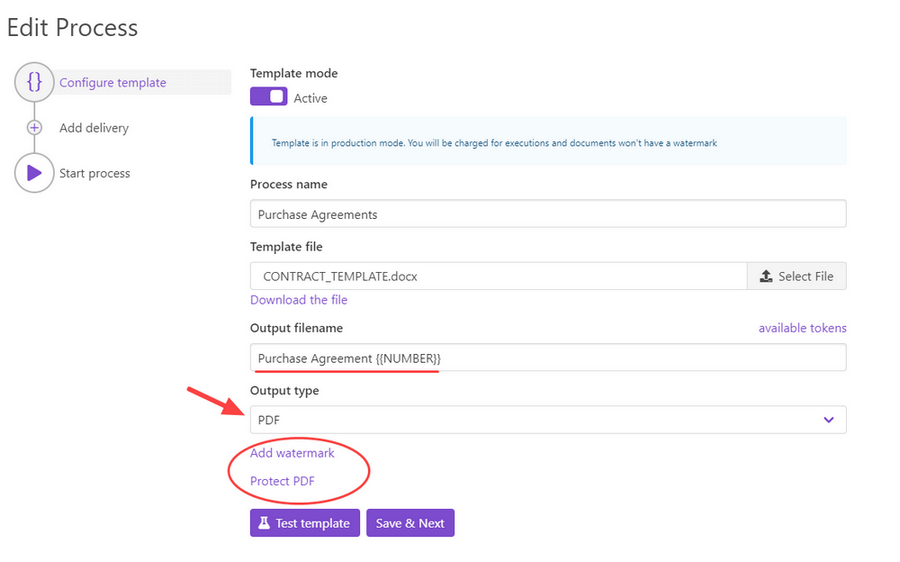 Edit Process
{} Configure template
Add delivery
Start process
Template mode
Active
Template is in production mode. You will be charged for executions and documents won't have a watermark
Process name
Purchase Agreements
Template file
CONTRACT_TEMPLATE.docx Select File
Download the file
Output filename available tokens
Purchase Agreement {{NUMBER}}
Output type
PDF
Add watermark
Protect PDF
Test template Save & Next